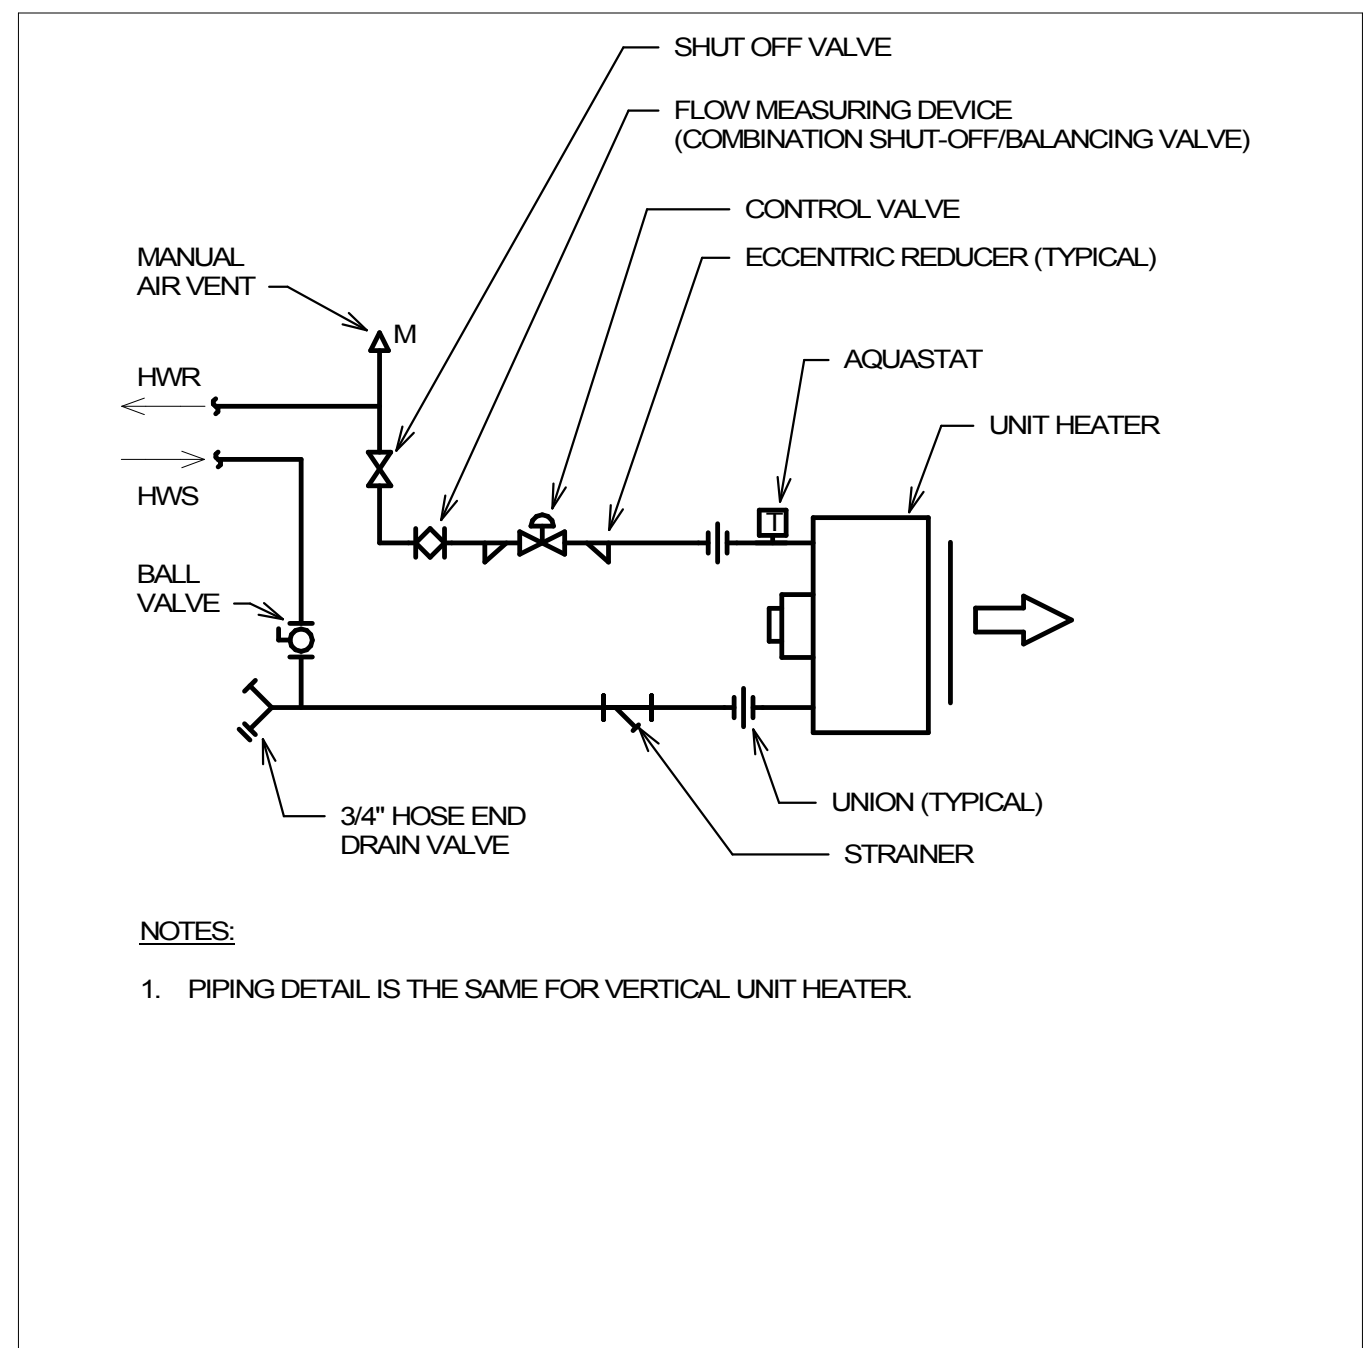 SHUT OFF VALVE
FLOW MEASURING DEVICE
(COMBINATION SHUT-OFF/BALANCING VALVE)
CONTROL VALVE
ECCENTRIC REDUCER (TYPICAL)
MANUAL
AIR VENT
M
HWR
AQUASTAT
UNIT HEATER
HWS
T
BALL
VALVE
3/4" HOSE END
DRAIN VALVE
UNION (TYPICAL)
STRAINER
NOTES:
1. PIPING DETAIL IS THE SAME FOR VERTICAL UNIT HEATER.